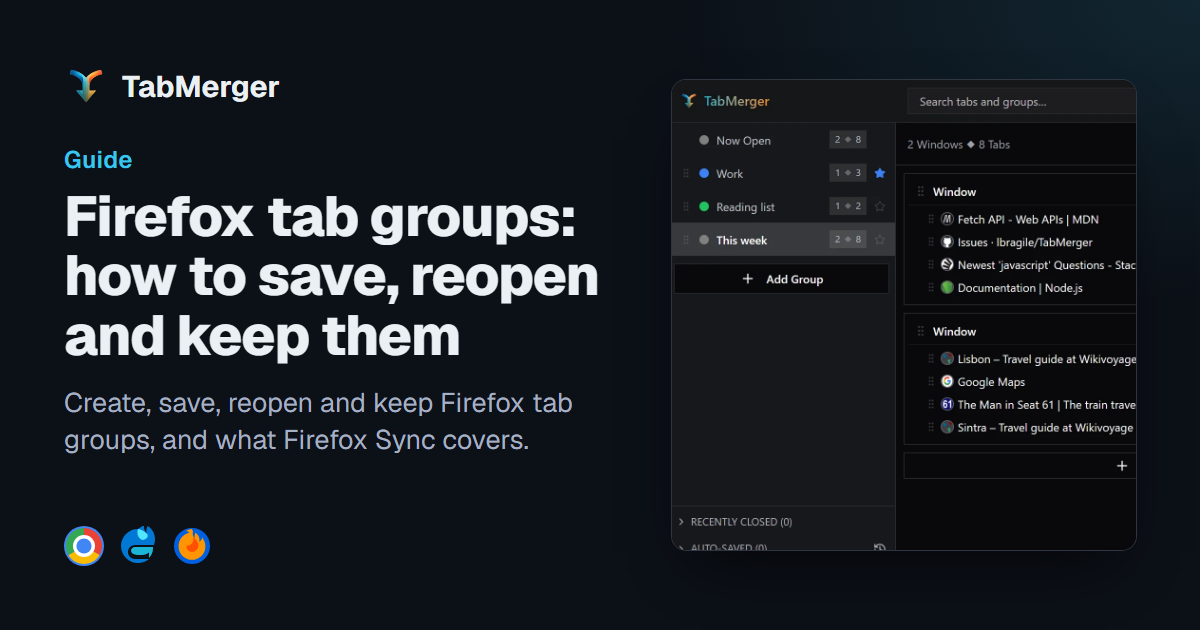 TabMerger
Guide
Firefox tab groups:
how to save, reopen
and keep them
Create, save, reopen and keep Firefox tab
groups, and what Firefox Sync covers.
TabMerger
Search tabs and groups...
Now Open 2 ◆ 8
Work 1 ◆ 3
Reading list 1 ◆ 2
This week 2 ◆ 8
+ Add Group
RECENTLY CLOSED (0)
AUTO-SAVED (0)
2 Windows ◆ 8 Tabs
Window
Fetch API - Web APIs | MDN
Issues · lbragile/TabMerger
Newest 'javascript' Questions - Stac
Documentation | Node.js
Window
Lisbon – Travel guide at Wikivoyage
Google Maps
61 The Man in Seat 61 | The train trave
Sintra – Travel guide at Wikivoyage
+